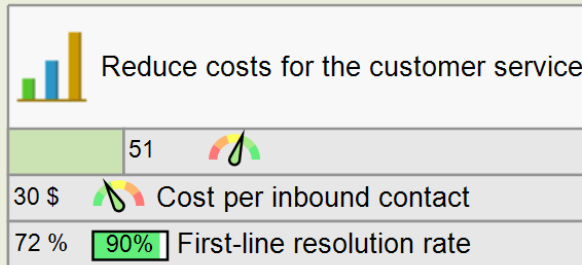 Reduce costs for the customer service
51
30 $ Cost per inbound contact
72 % 90% First-line resolution rate